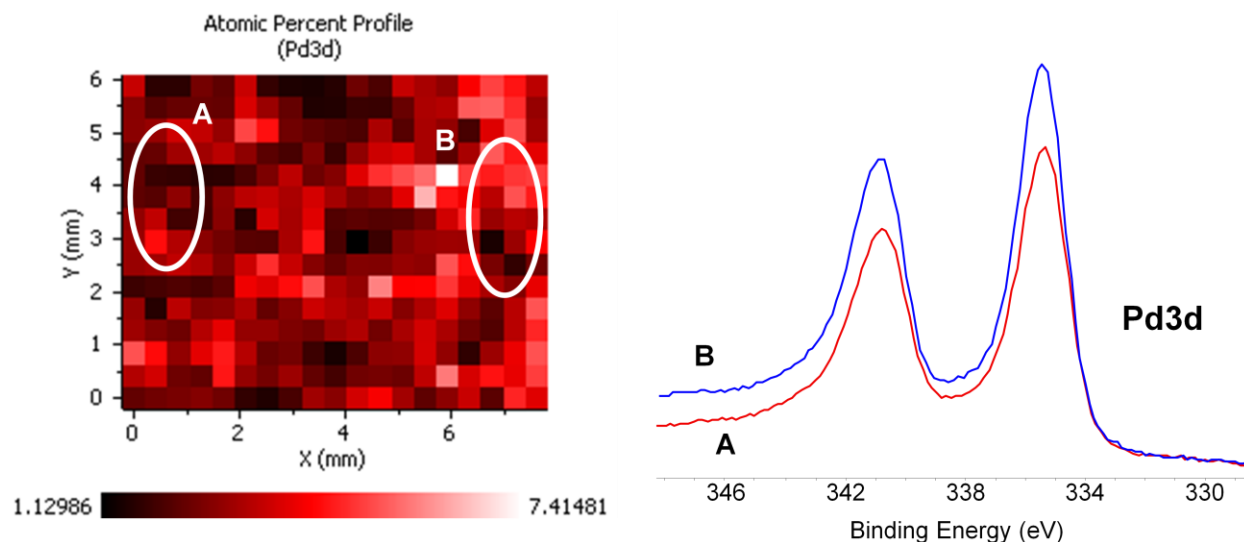 Atomic Percent Profile
(Pd3d)
A
B
6
5
4
3
2
1
0
Y (mm)
0 2 4 6
X (mm)
1.12986 7.41481
B
A
Pd3d
346 342 338 334 330
Binding Energy (eV)